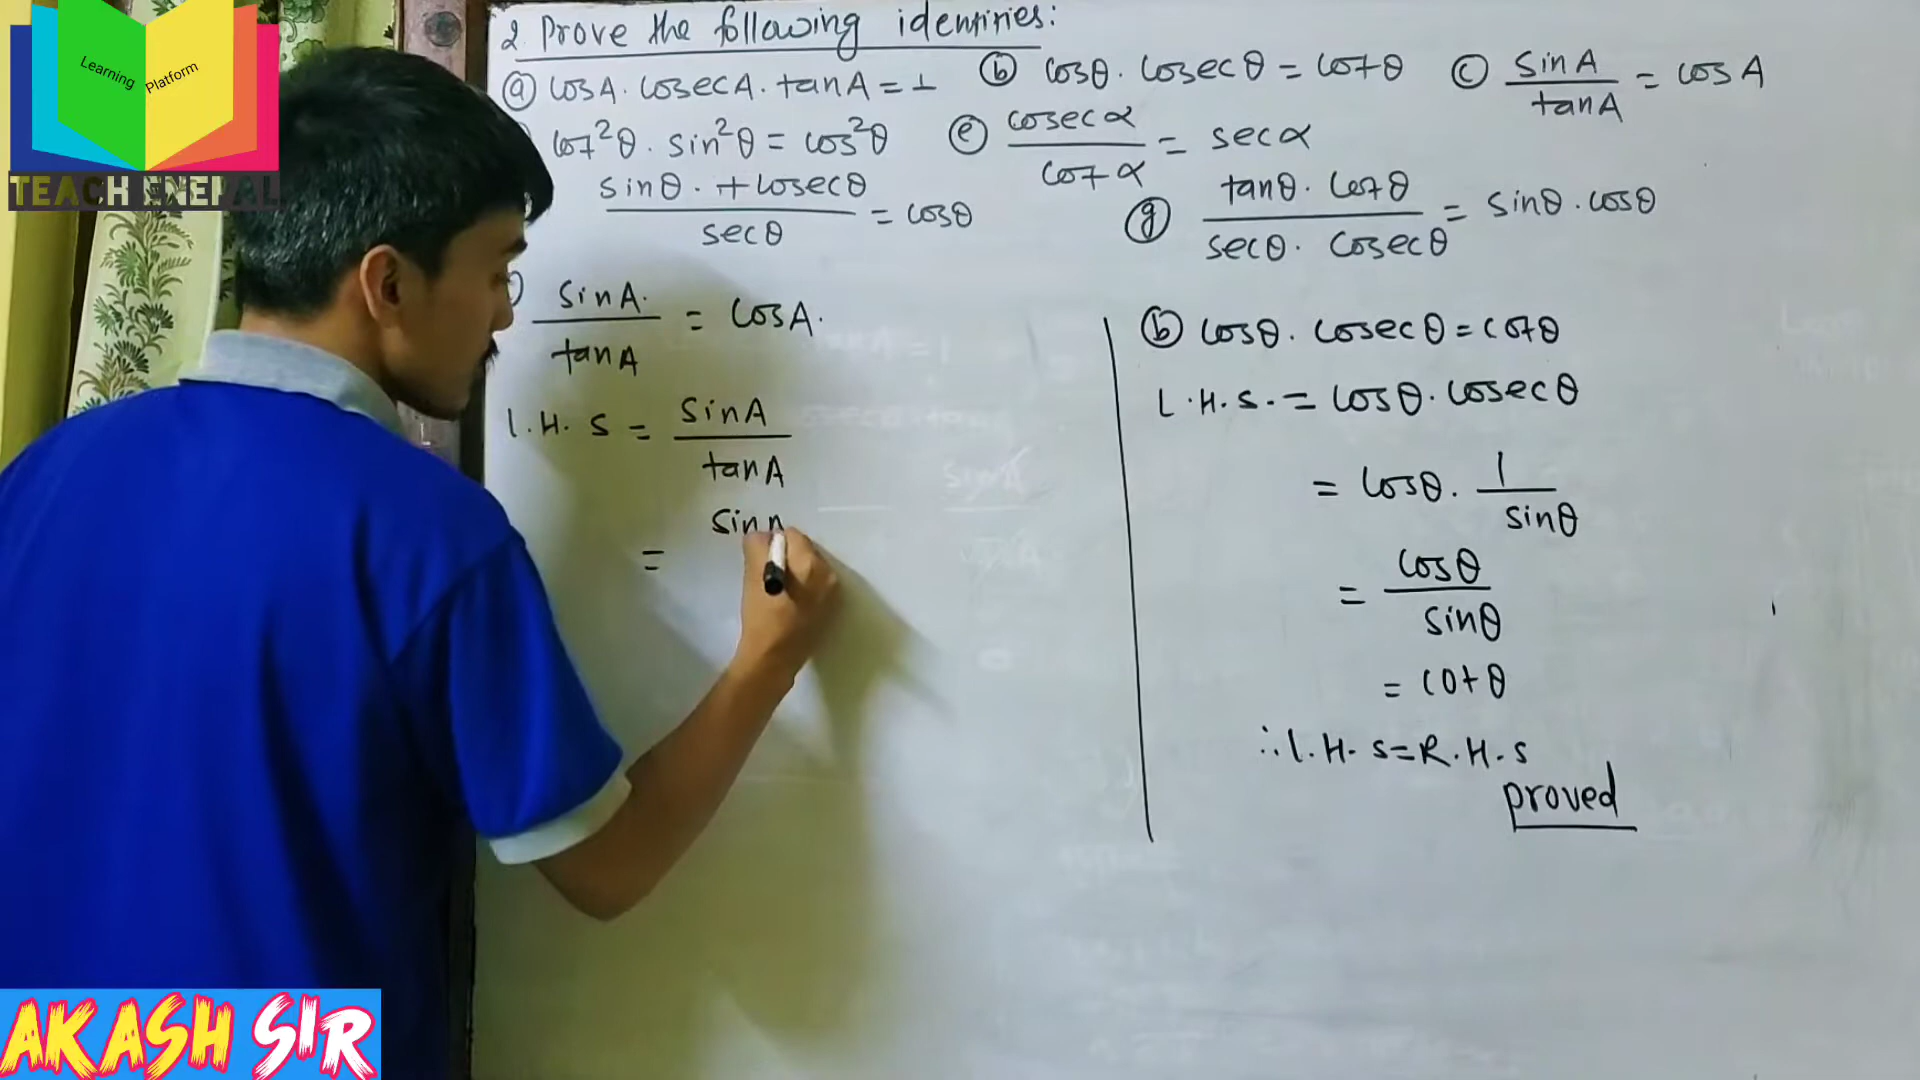 Learning Platform
TEACH ENEPAL
2. Prove the following identities:
(a) cosA. cosecA. tanA = 1 (b) cosθ. cosecθ = cotθ (c) sinA / tanA = cosA
cot²θ. sin²θ = cos²θ (e) cosecα / cotα = secα
sinθ. + cosecθ / secθ = cosθ (g) tanθ. cotθ / secθ. cosecθ = sinθ.cosθ
sinA. / tanA = cosA.
L.H.S = sinA / tanA
= sin
(b) cosθ. cosecθ = cotθ
L.H.S. = cosθ. cosecθ
= cosθ. 1 / sinθ
= cosθ / sinθ
= cotθ
∴ L.H.S = R.H.S
proved
AKASH SIR